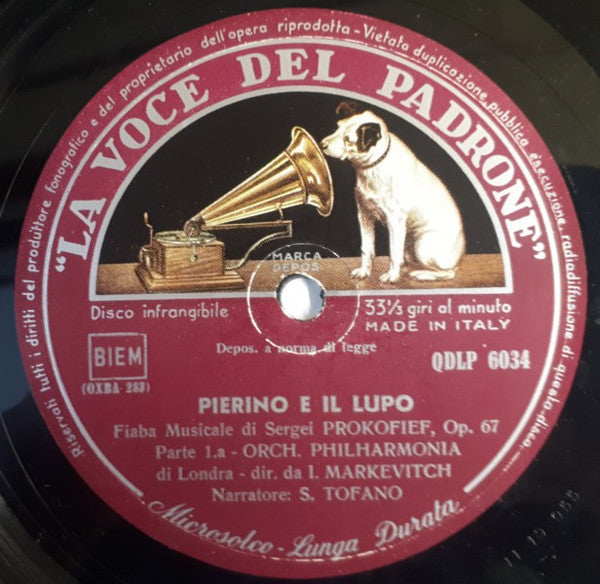 Riservati tutti i diritti del produttore fonografico e del proprietario dell'opera riprodotta - Vietata duplicazione, pubblica esecuzione, radiodiffusione di questo disco
"LA VOCE DEL PADRONE"
MARCA
DEPOS.
Disco infrangibile
33⅓ giri al minuto
MADE IN ITALY
Depos. a norma di legge
BIEM
(OXBA 283)
QDLP 6034
PIERINO E IL LUPO
Fiaba Musicale di Sergei PROKOFIEF, Op. 67
Parte 1.a - ORCH. PHILHARMONIA
di Londra - dir. da I. MARKEVITCH
Narratore: S. TOFANO
Microsolco - Lunga Durata